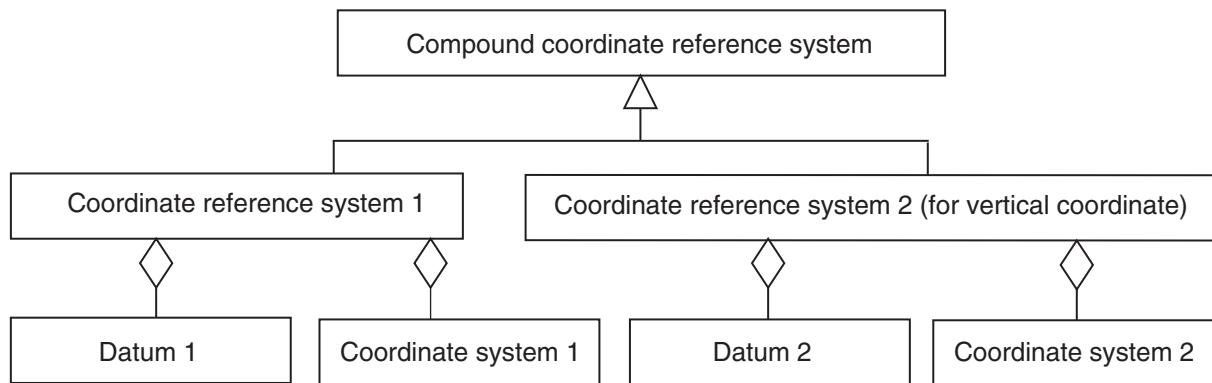 Compound coordinate reference system
Coordinate reference system 1
Coordinate reference system 2 (for vertical coordinate)
Datum 1
Coordinate system 1
Datum 2
Coordinate system 2